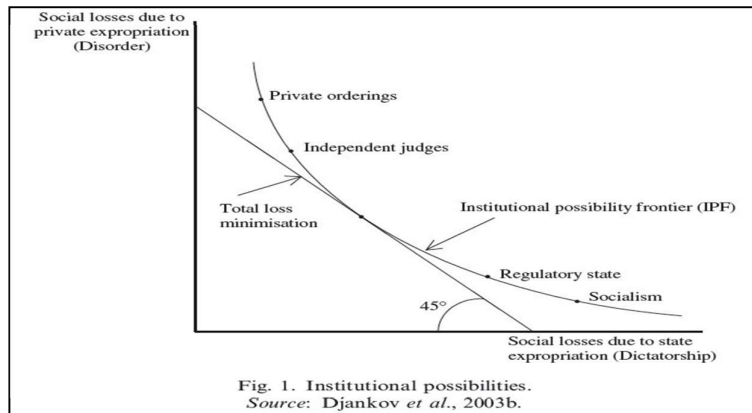 Social losses due to
private expropriation
(Disorder)
Private orderings
Independent judges
Total loss
minimisation
Institutional possibility frontier (IPF)
Regulatory state
Socialism
45°
Social losses due to state
expropriation (Dictatorship)
Fig. 1. Institutional possibilities.
Source: Djankov et al., 2003b.